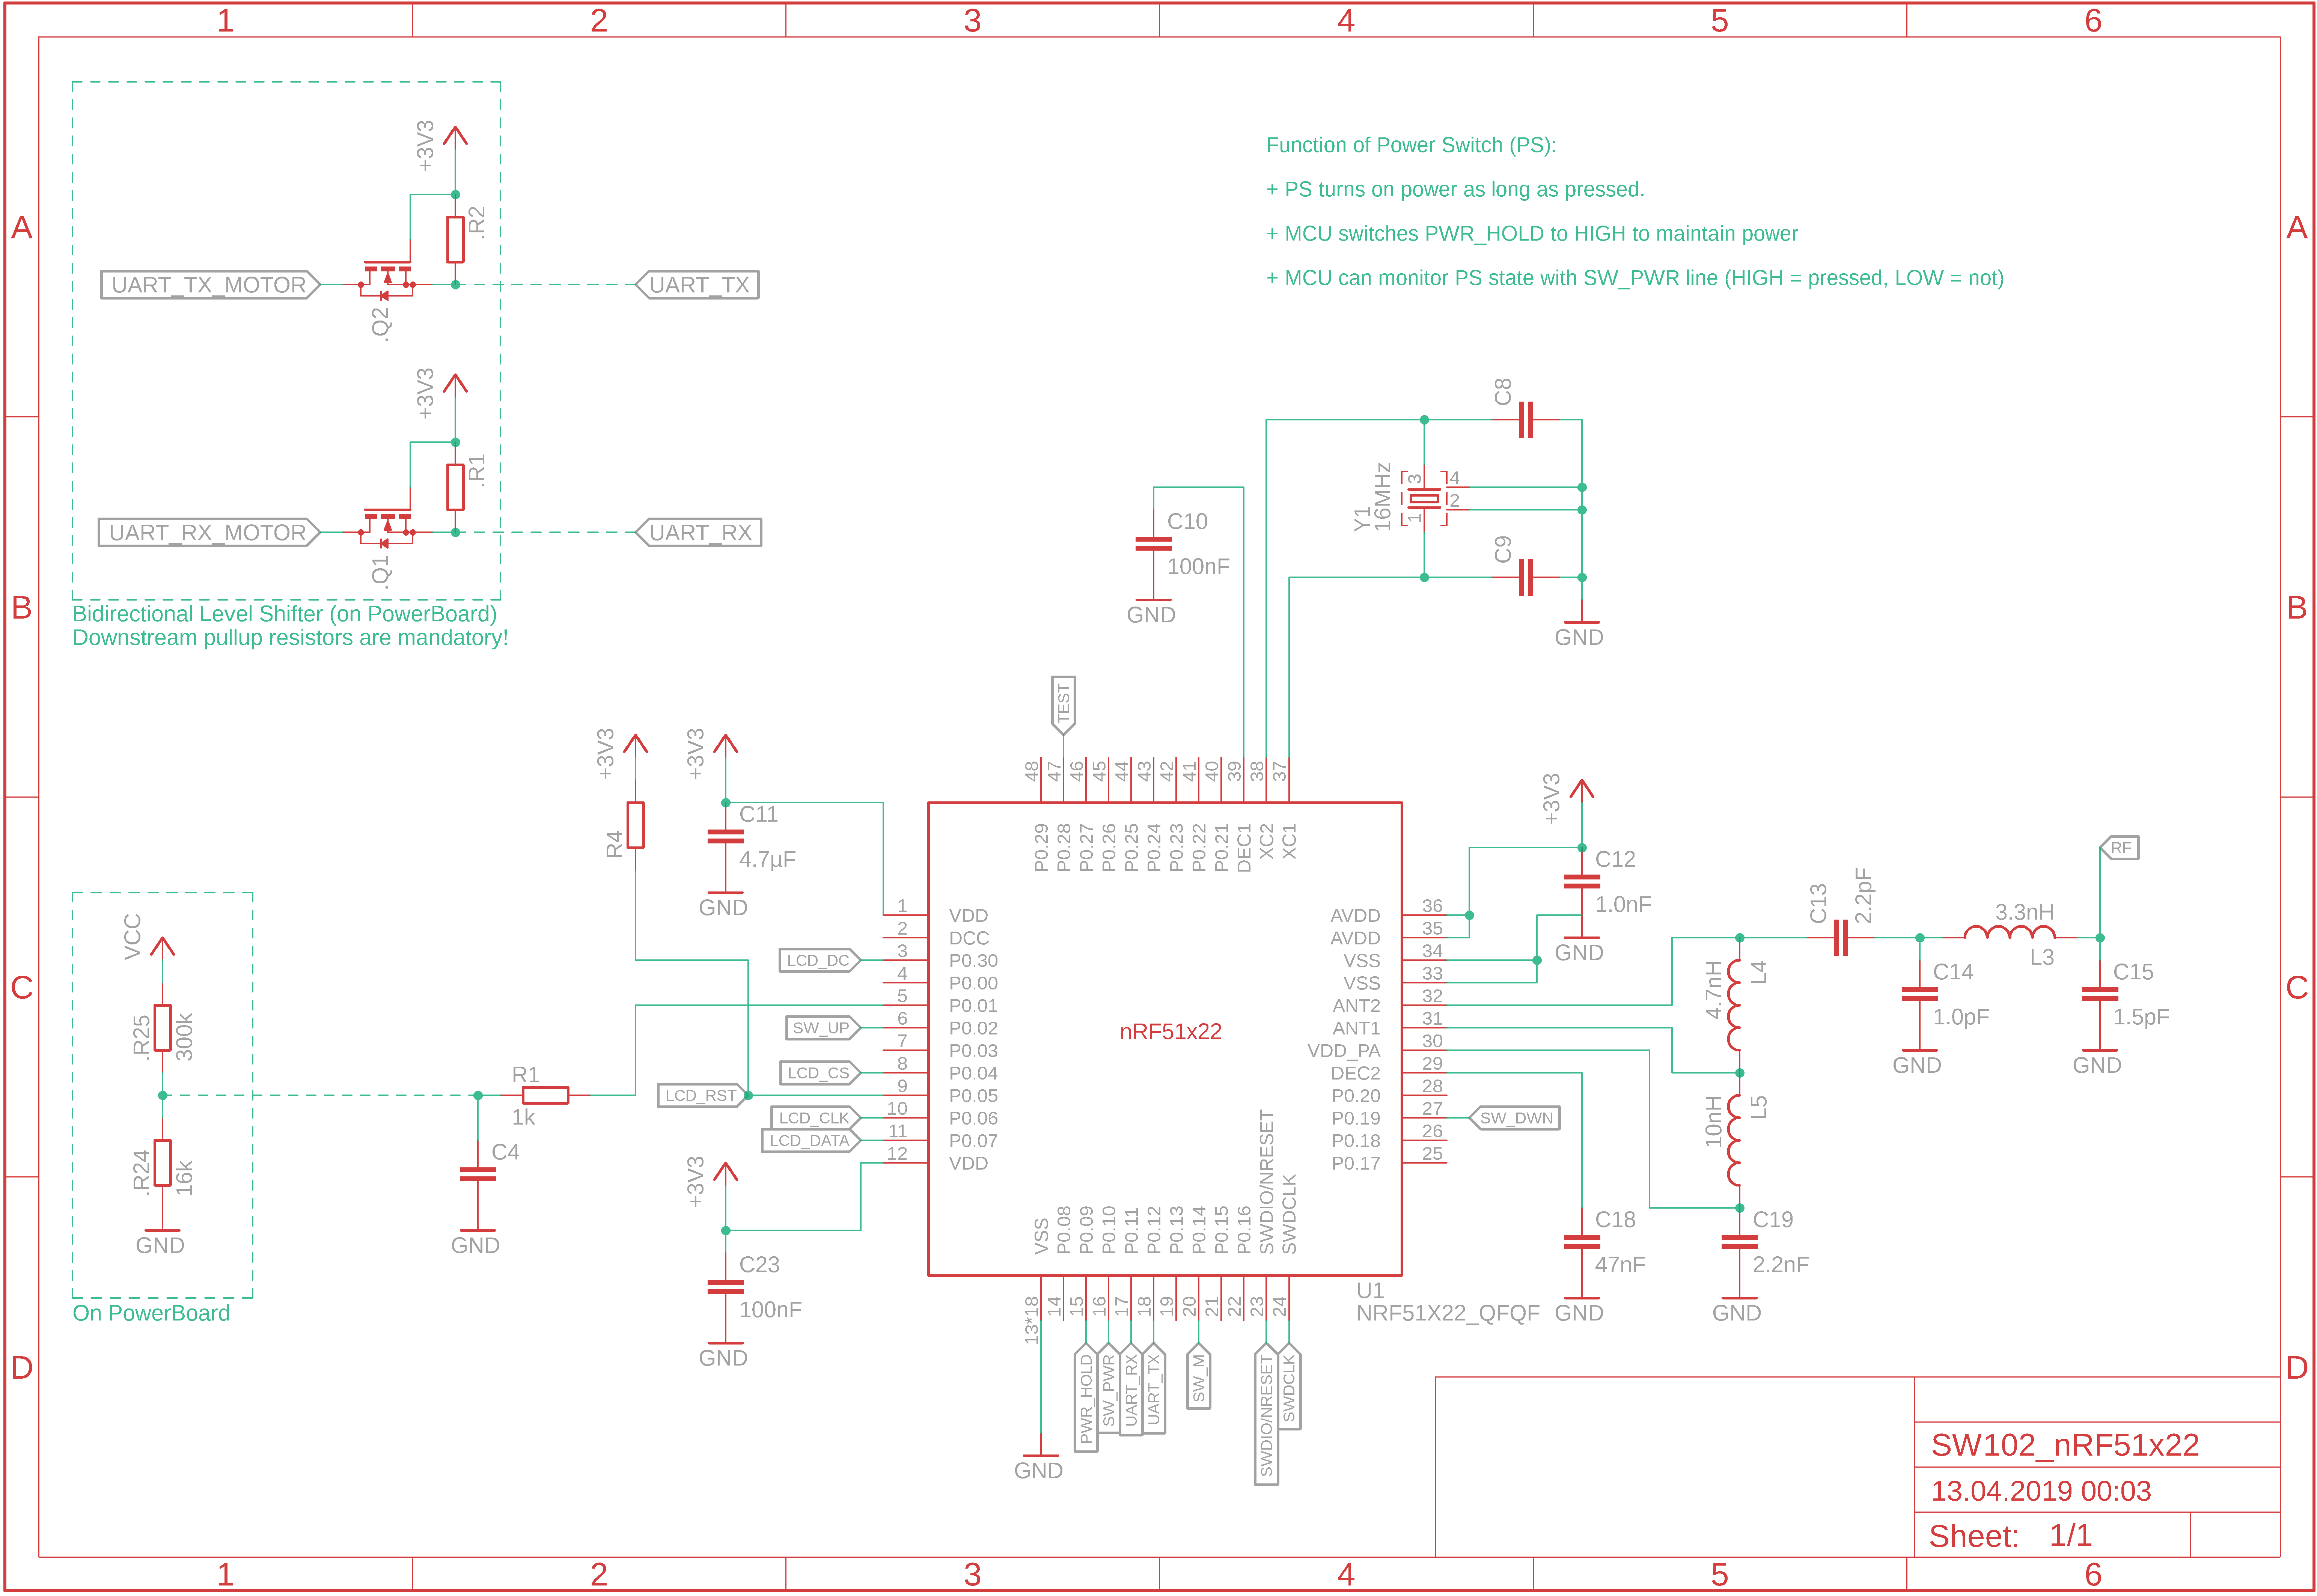 1 2 3 4 5 6
A
A
B
B
C
C
D
D
+3V3
.R2
UART_TX_MOTOR
UART_TX
.Q2
+3V3
.R1
UART_RX_MOTOR
UART_RX
.Q1
Bidirectional Level Shifter (on PowerBoard)
Downstream pullup resistors are mandatory!
Function of Power Switch (PS):
+ PS turns on power as long as pressed.
+ MCU switches PWR_HOLD to HIGH to maintain power
+ MCU can monitor PS state with SW_PWR line (HIGH = pressed, LOW = not)
C8
Y1
16MHz
3
4
2
1
C9
GND
C10
100nF
GND
TEST
+3V3
R4
+3V3
C11
4.7µF
GND
VCC
.R25
300k
.R24
16k
GND
On PowerBoard
R1
1k
C4
GND
LCD_DC
SW_UP
LCD_CS
LCD_RST
LCD_CLK
LCD_DATA
+3V3
C23
100nF
GND
48 47 46 45 44 43 42 41 40 39 38 37
P0.29 P0.28 P0.27 P0.26 P0.25 P0.24 P0.23 P0.22 P0.21 DEC1 XC2 XC1
1 VDD
2 DCC
3 P0.30
4 P0.00
5 P0.01
6 P0.02
7 P0.03
8 P0.04
9 P0.05
10 P0.06
11 P0.07
12 VDD
nRF51x22
AVDD 36
AVDD 35
VSS 34
VSS 33
ANT2 32
ANT1 31
VDD_PA 30
DEC2 29
P0.20 28
P0.19 27
P0.18 26
P0.17 25
VSS P0.08 P0.09 P0.10 P0.11 P0.12 P0.13 P0.14 P0.15 P0.16 SWDIO/NRESET SWDCLK
13*18 14 15 16 17 18 19 20 21 22 23 24
U1
NRF51X22_QFQF
GND
PWR_HOLD
SW_PWR
UART_RX
UART_TX
SW_M
SWDIO/NRESET
SWDCLK
+3V3
C12
1.0nF
GND
SW_DWN
C18
47nF
GND
4.7nH
L4
10nH
L5
C19
2.2nF
GND
C13
2.2pF
C14
1.0pF
GND
3.3nH
L3
RF
C15
1.5pF
GND
SW102_nRF51x22
13.04.2019 00:03
Sheet: 1/1
1 2 3 4 5 6